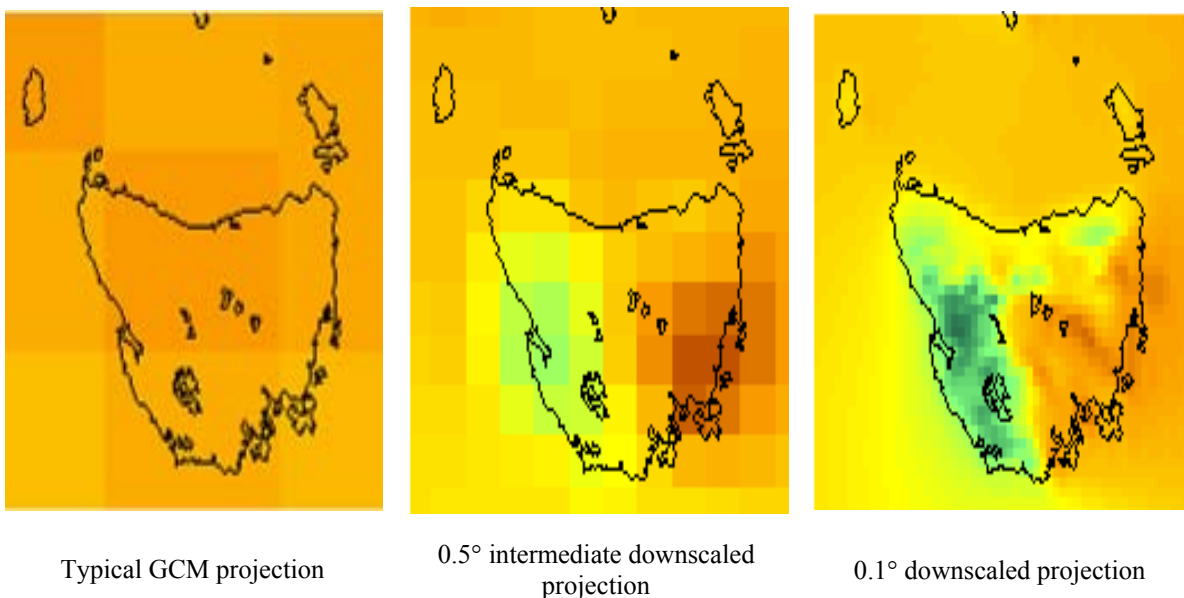 Typical GCM projection
0.5° intermediate downscaled
projection
0.1° downscaled projection